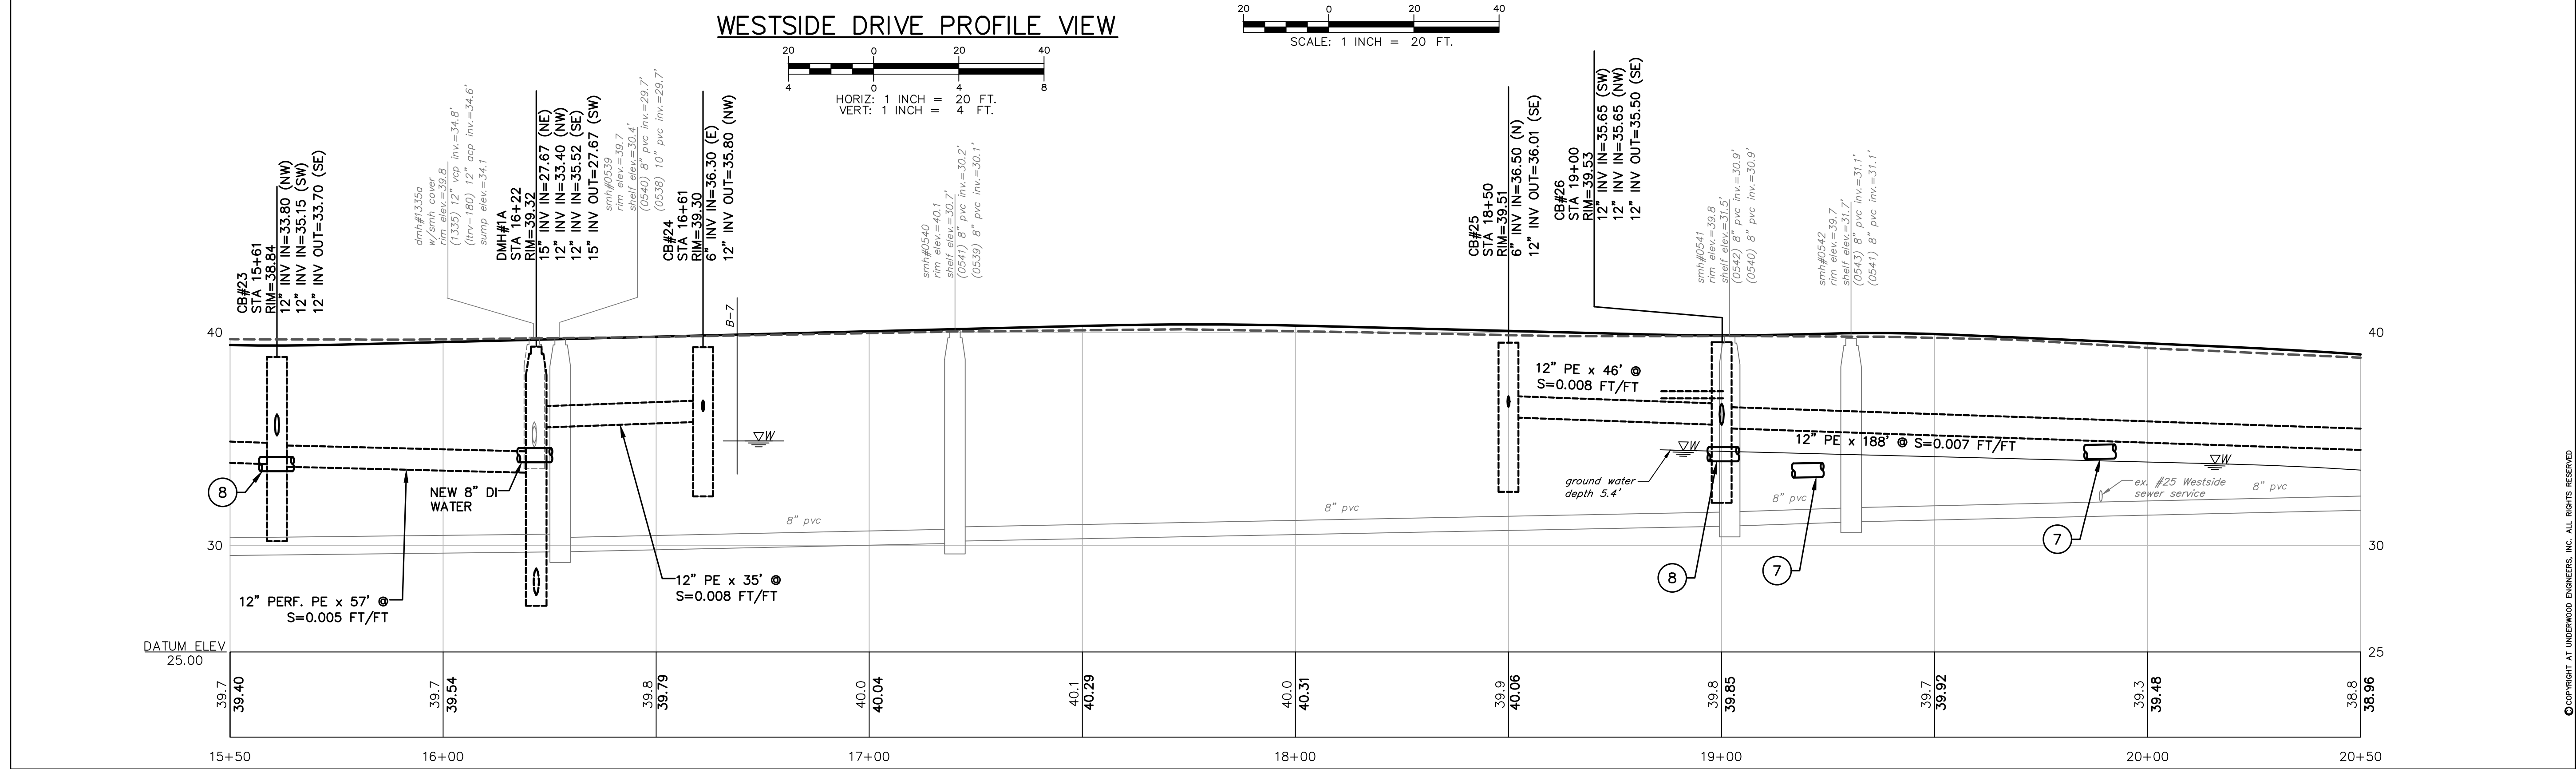 WESTSIDE DRIVE PROFILE VIEW
20 0 20 40
4 0 4 8
HORIZ: 1 INCH = 20 FT.
VERT: 1 INCH = 4 FT.
20 0 20 40
SCALE: 1 INCH = 20 FT.
CB#23
STA 15+61
RIM=38.84
12" INV IN=33.80 (NW)
12" INV IN=35.15 (SW)
12" INV OUT=33.70 (SE)
dmh#1335a
w/smh cover
rim elev.=39.8
(1335) 12" vcp inv.=34.8'
(ltrv-180) 12" acp inv.=34.6'
sump elev.=34.1
DMH#1A
STA 16+22
RIM=39.32
15" INV IN=27.67 (NE)
12" INV IN=33.40 (NW)
12" INV IN=35.52 (SE)
15" INV OUT=27.67 (SW)
smh#0539
rim elev.=39.7
shelf elev.=30.4'
(0540) 8" pvc inv.=29.7'
(0538) 10" pvc inv.=29.7'
CB#24
STA 16+61
RIM=39.30
6" INV IN=36.30 (E)
12" INV OUT=35.80 (NW)
B-7
smh#0540
rim elev.=40.1
shelf elev.=30.7'
(0541) 8" pvc inv.=30.2'
(0539) 8" pvc inv.=30.1'
CB#25
STA 18+50
RIM=39.51
6" INV IN=36.50 (N)
12" INV OUT=36.01 (SE)
CB#26
STA 19+00
RIM=39.53
12" INV IN=35.65 (SW)
12" INV IN=35.65 (NW)
12" INV OUT=35.50 (SE)
smh#0541
rim elev.=39.8
shelf elev.=31.5'
(0542) 8" pvc inv.=30.9'
(0540) 8" pvc inv.=30.9'
smh#0542
rim elev.=39.7
shelf elev.=31.7'
(0543) 8" pvc inv.=31.1'
(0541) 8" pvc inv.=31.1'
40
40
12" PE x 46' @
S=0.008 FT/FT
W
W
12" PE x 188' @ S=0.007 FT/FT
W
8
NEW 8" DI
WATER
ground water
depth 5.4'
8" pvc
ex. #25 Westside
sewer service
8" pvc
8" pvc
8" pvc
30
30
7
8
7
12" PERF. PE x 57' @
S=0.005 FT/FT
12" PE x 35' @
S=0.008 FT/FT
DATUM ELEV
25.00
25
39.7
39.40
39.7
39.54
39.8
39.79
40.0
40.04
40.1
40.29
40.0
40.31
39.9
40.06
39.8
39.85
39.7
39.92
39.3
39.48
38.8
38.96
15+50 16+00 17+00 18+00 19+00 20+00 20+50
© COPYRIGHT AT UNDERWOOD ENGINEERS, INC. ALL RIGHTS RESERVED